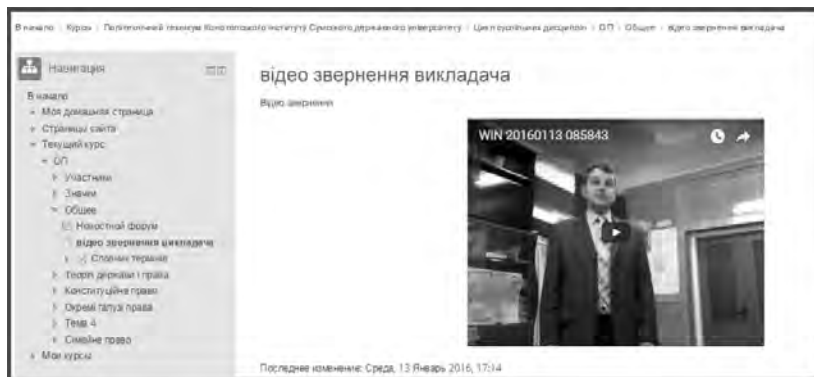 В начало | Курсы | Политехничний технікум Конотопського інституту Сумского державного університету | Цикл суспільних дисциплін | ОП | Общее | відео звернення викладача
Навигация
відео звернення викладача
Відео звернення
В начало
Моя домашняя страница
Страницы сайта
Текущий курс
ОП
Участники
Значки
Общее
Новостной форум
відео звернення викладача
Словник термінів
Теорія держави і права
Конституційне право
Окремі галузі права
Тема 4
Сімейне право
Мои курсы
WIN 20160113 085843
Последнее изменение: Среда, 13 Январь 2016, 17:14